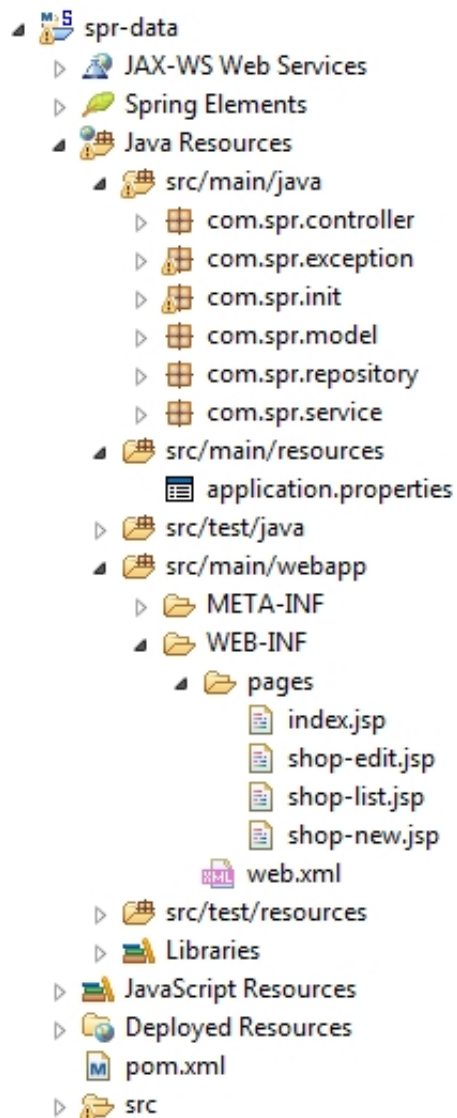 spr-data
JAX-WS Web Services
Spring Elements
Java Resources
src/main/java
com.spr.controller
com.spr.exception
com.spr.init
com.spr.model
com.spr.repository
com.spr.service
src/main/resources
application.properties
src/test/java
src/main/webapp
META-INF
WEB-INF
pages
index.jsp
shop-edit.jsp
shop-list.jsp
shop-new.jsp
web.xml
src/test/resources
Libraries
JavaScript Resources
Deployed Resources
pom.xml
src